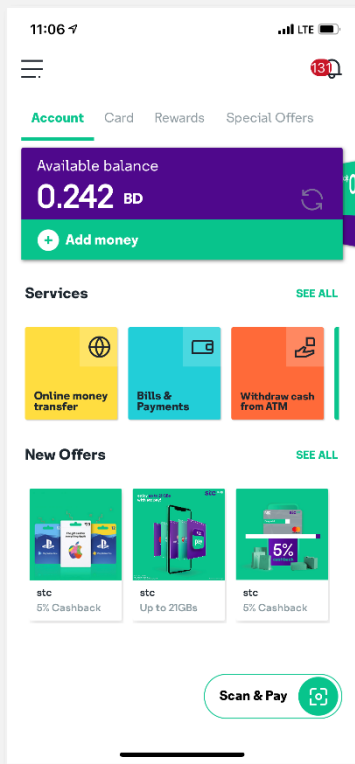 11:06
LTE
131
Account Card Rewards Special Offers
Available balance
0.242 BD
Add money
Services SEE ALL
Online money
transfer
Bills &
Payments
Withdraw cash
from ATM
New Offers SEE ALL
stc
pay
5%
stc
5% Cashback
stc
Up to 21GBs
stc
5% Cashback
Scan & Pay